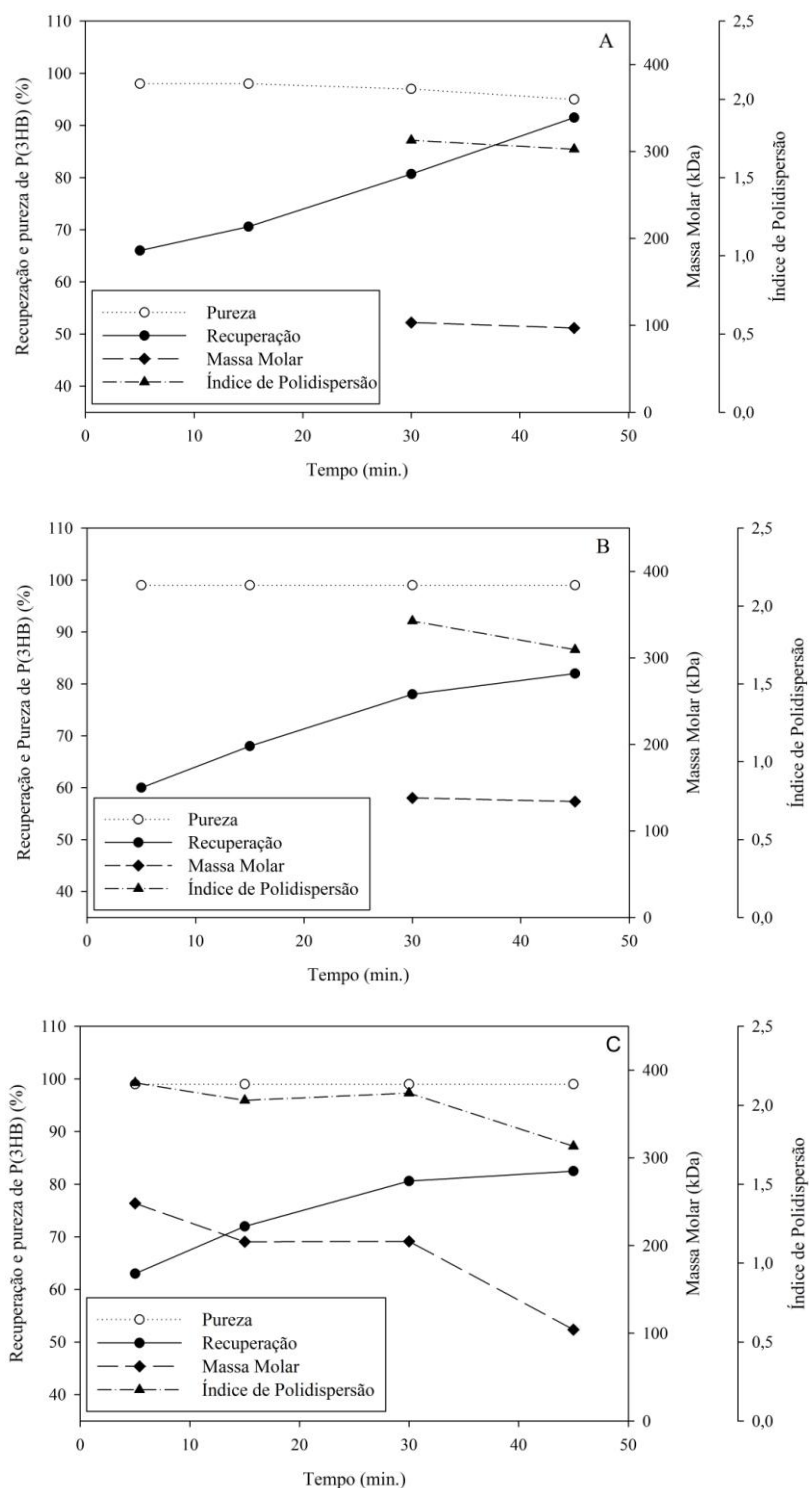 A
Recupezação e pureza de P(3HB) (%)
110
100
90
80
70
60
50
40
Pureza
Recuperação
Massa Molar
Índice de Polidispersão
0
10
20
30
40
50
Tempo (min.)
400
300
200
100
0
Massa Molar (kDa)
2,5
2,0
1,5
1,0
0,5
0,0
Índice de Polidispersão
B
Recuperação e Pureza de P(3HB) (%)
110
100
90
80
70
60
50
40
Pureza
Recuperação
Massa Molar
Índice de Polidispersão
0
10
20
30
40
50
Tempo (min.)
400
300
200
100
0
Massa Molar (kDa)
2,5
2,0
1,5
1,0
0,5
0,0
Índice de Polidispersão
C
Recuperação e pureza de P(3HB) (%)
110
100
90
80
70
60
50
40
Pureza
Recuperação
Massa Molar
Índice de Polidispersão
0
10
20
30
40
50
Tempo (min.)
400
300
200
100
0
Massa Molar (kDa)
2,5
2,0
1,5
1,0
0,5
0,0
Índice de Polidispersão